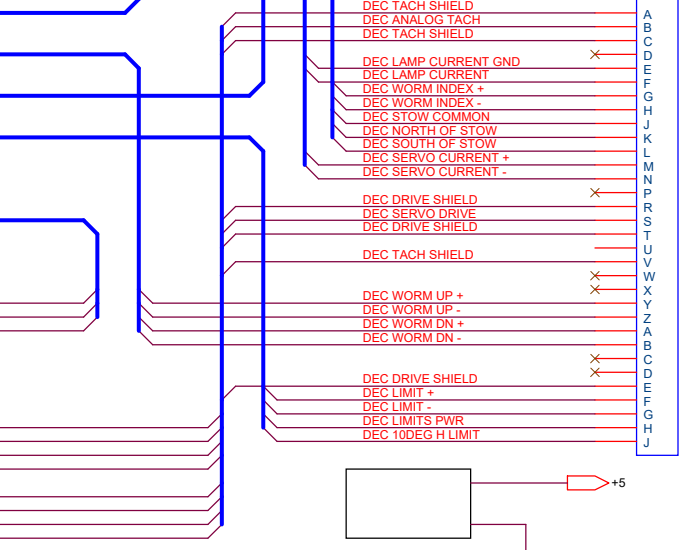 DEC TACH SHIELD A
DEC ANALOG TACH B
DEC TACH SHIELD C
D
DEC LAMP CURRENT GND E
DEC LAMP CURRENT F
DEC WORM INDEX + G
DEC WORM INDEX - H
DEC STOW COMMON J
DEC NORTH OF STOW K
DEC SOUTH OF STOW L
DEC SERVO CURRENT + M
DEC SERVO CURRENT - N
P
DEC DRIVE SHIELD R
DEC SERVO DRIVE S
DEC DRIVE SHIELD T
U
DEC TACH SHIELD V
W
X
DEC WORM UP + Y
DEC WORM UP - Z
DEC WORM DN + A
DEC WORM DN - B
C
D
DEC DRIVE SHIELD E
DEC LIMIT + F
DEC LIMIT - G
DEC LIMITS PWR H
DEC 10DEG H LIMIT J
+5